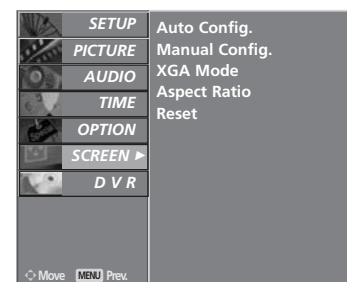 SETUP
PICTURE
AUDIO
TIME
OPTION
SCREEN ►
D V R
Auto Config.
Manual Config.
XGA Mode
Aspect Ratio
Reset
Move MENU Prev.